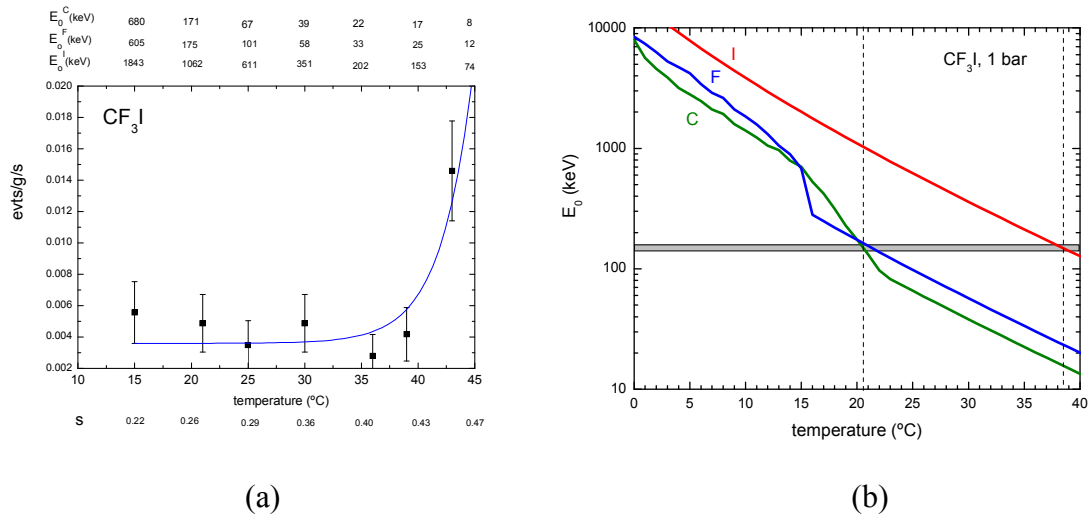 E₀ᶜ(keV) 680 171 67 39 22 17 8
Eₒᶠ(keV) 605 175 101 58 33 25 12
Eₒᴵ(keV) 1843 1062 611 351 202 153 74
0.020
0.018
0.016
0.014
0.012
0.010
0.008
0.006
0.004
0.002
CF₃I
evts/g/s
10 15 20 25 30 35 40 45
temperature (ºC)
s 0.22 0.26 0.29 0.36 0.40 0.43 0.47
(a)
10000
1000
100
10
E₀ (keV)
CF₃I, 1 bar
I
F
C
0 5 10 15 20 25 30 35 40
temperature (ºC)
(b)